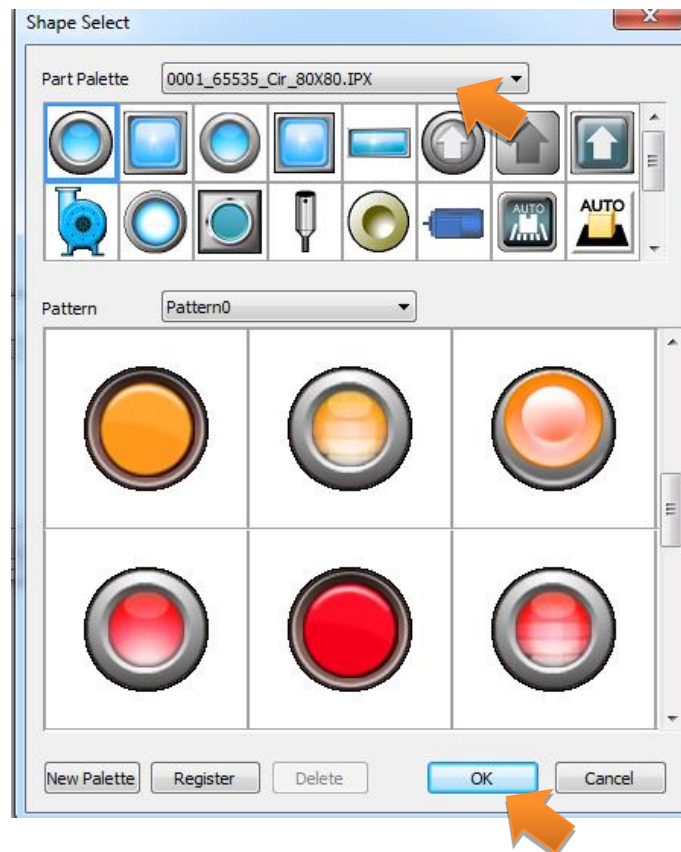 Shape Select
Part Palette 0001_65535_Cir_80X80.IPX
AUTO AUTO
Pattern Pattern0
New Palette Register Delete OK Cancel